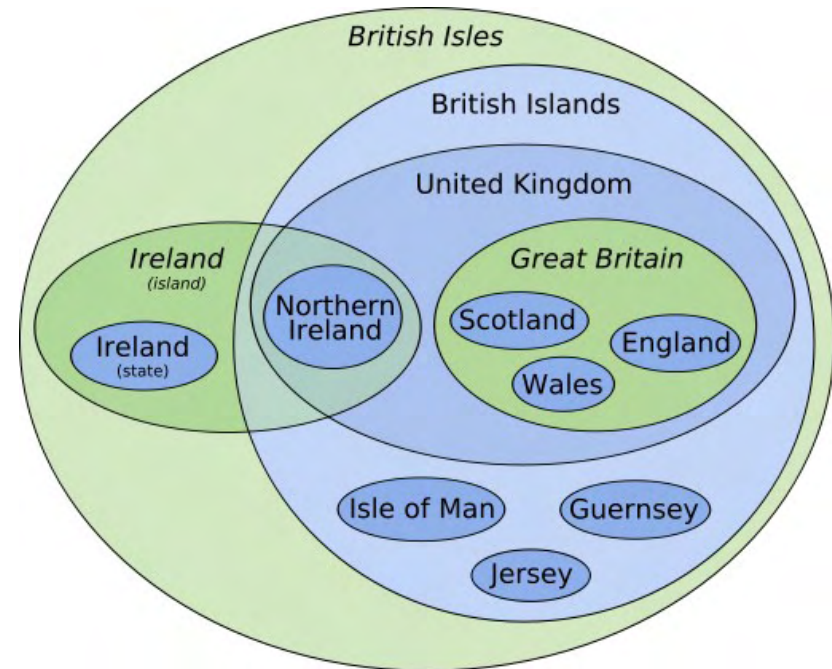 British Isles
British Islands
United Kingdom
Ireland
(island)
Great Britain
Northern
Ireland
Scotland
England
Ireland
(state)
Wales
Isle of Man
Guernsey
Jersey